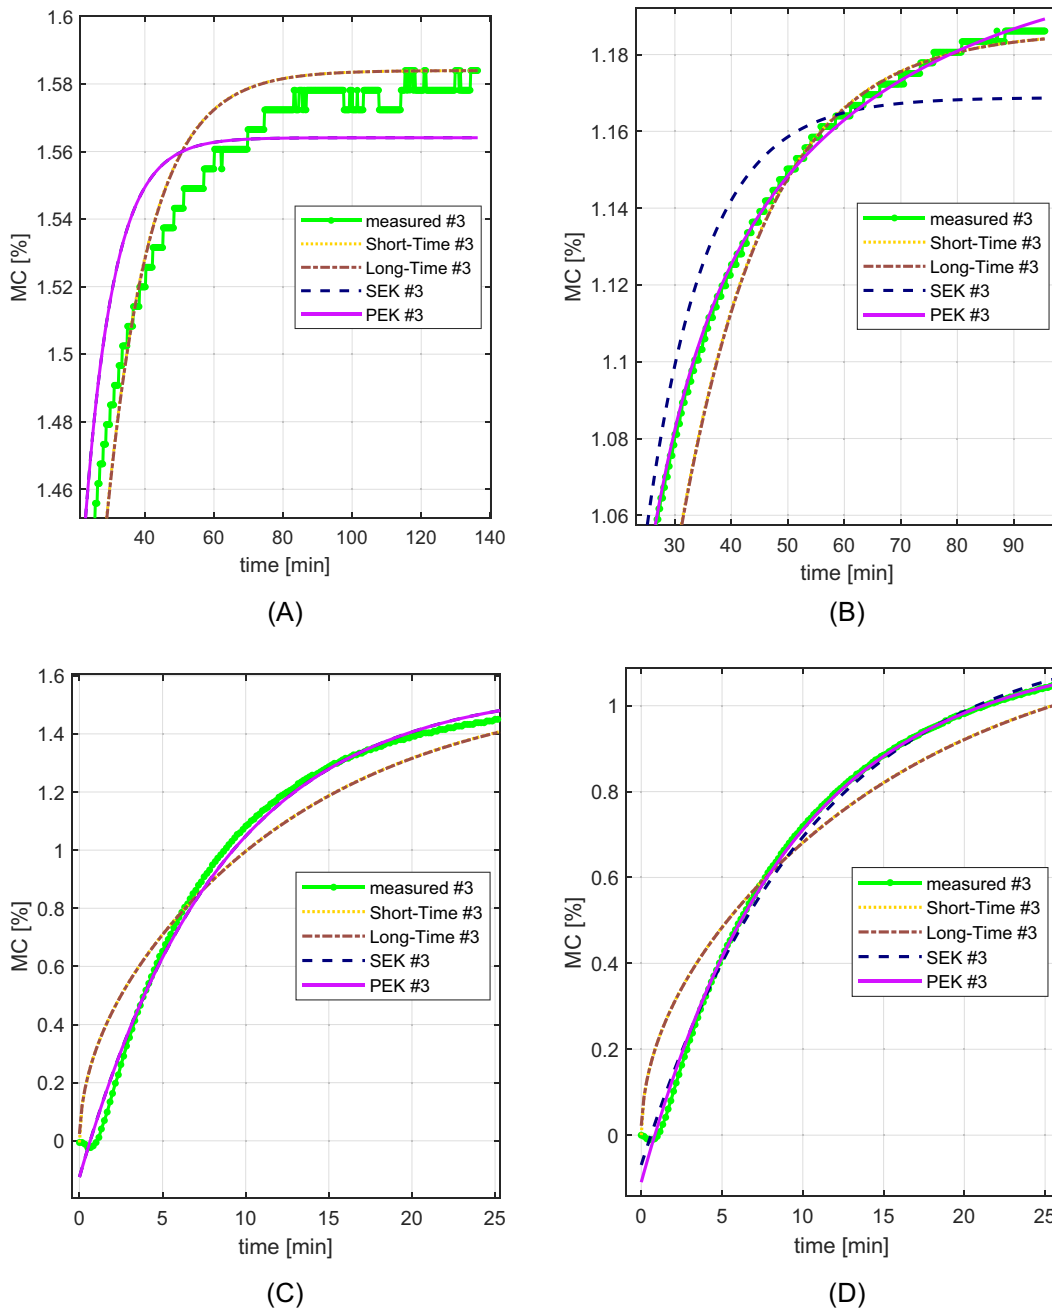 1.6
1.58
1.56
1.54
1.52
1.5
1.48
1.46
MC [%]
measured #3
Short-Time #3
Long-Time #3
SEK #3
PEK #3
40 60 80 100 120 140
time [min]
(A)
1.18
1.16
1.14
1.12
1.1
1.08
1.06
MC [%]
measured #3
Short-Time #3
Long-Time #3
SEK #3
PEK #3
30 40 50 60 70 80 90
time [min]
(B)
1.6
1.4
1.2
1
0.8
0.6
0.4
0.2
0
MC [%]
measured #3
Short-Time #3
Long-Time #3
SEK #3
PEK #3
0 5 10 15 20 25
time [min]
(C)
1
0.8
0.6
0.4
0.2
0
MC [%]
measured #3
Short-Time #3
Long-Time #3
SEK #3
PEK #3
0 5 10 15 20 25
time [min]
(D)